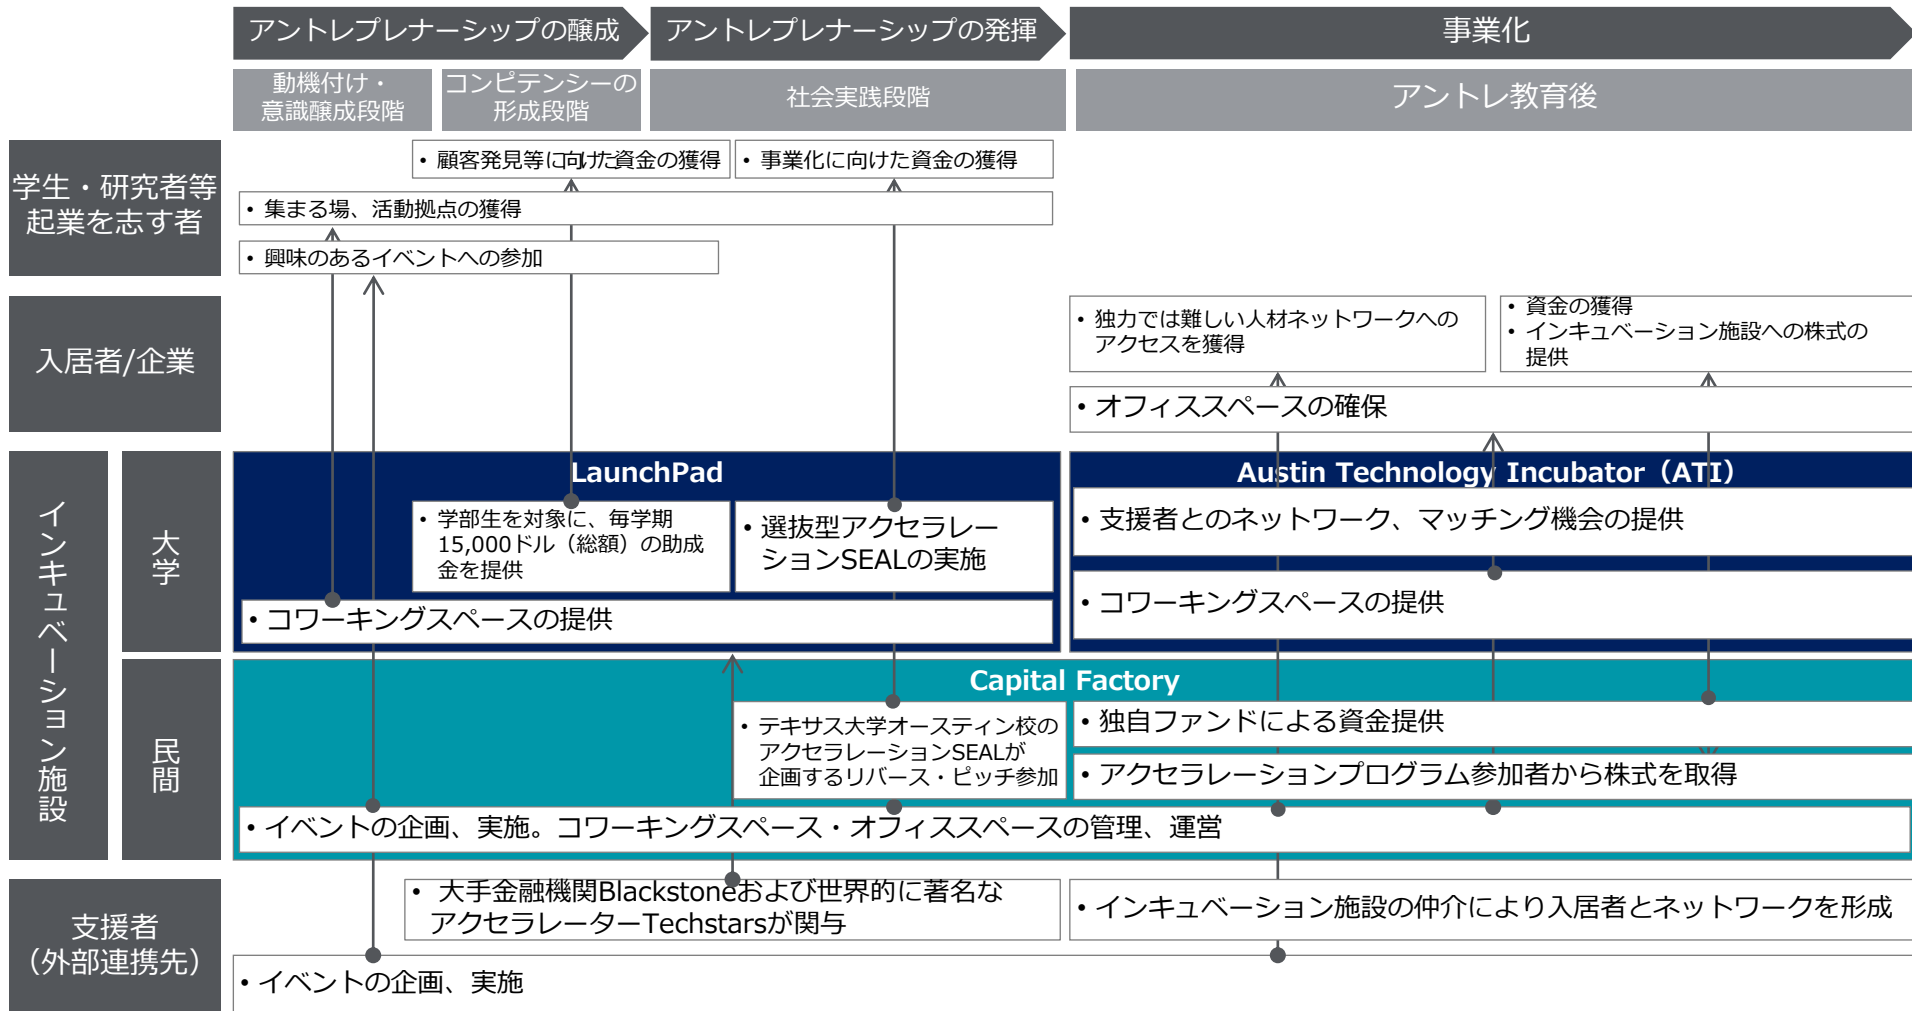 アントレプレナーシップの醸成
アントレプレナーシップの発揮
事業化
動機付け・
意識醸成段階
コンピテンシーの
形成段階
社会実践段階
アントレ教育後
学生・研究者等
起業を志す者
• 顧客発見等に向けた資金の獲得
• 事業化に向けた資金の獲得
• 集まる場、活動拠点の獲得
• 興味のあるイベントへの参加
入居者/企業
• 独力では難しい人材ネットワークへの
アクセスを獲得
• 資金の獲得
• インキュベーション施設への株式の
提供
• オフィススペースの確保
インキュベーション施設
大学
LaunchPad
• 学部生を対象に、毎学期
15,000ドル（総額）の助成
金を提供
• 選抜型アクセラレー
ションSEALの実施
• コワーキングスペースの提供
Austin Technology Incubator（ATI）
• 支援者とのネットワーク、マッチング機会の提供
• コワーキングスペースの提供
民間
Capital Factory
• テキサス大学オースティン校の
アクセラレーションSEALが
企画するリバース・ピッチ参加
• 独自ファンドによる資金提供
• アクセラレーションプログラム参加者から株式を取得
• イベントの企画、実施。コワーキングスペース・オフィススペースの管理、運営
支援者
（外部連携先）
• 大手金融機関Blackstoneおよび世界的に著名な
アクセラレーターTechstarsが関与
• インキュベーション施設の仲介により入居者とネットワークを形成
• イベントの企画、実施